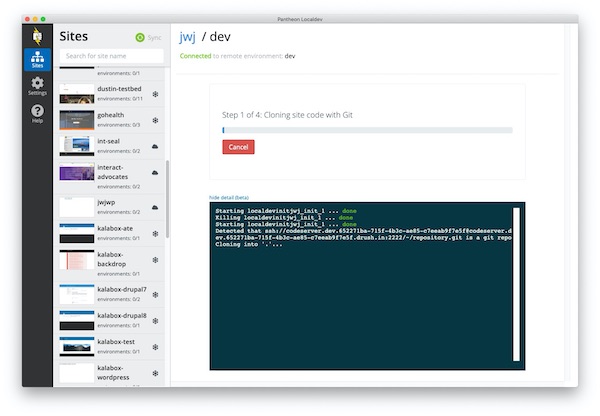 Pantheon Localdev
Sites
Settings
Help
Sites
Sync
Search for site name
environments: 0/1
dustin-testbed
environments: 0/11
gohealth
environments: 0/3
int-seal
environments: 0/2
interact-
advocates
environments: 0/2
jwjwp
environments: 0/2
kalabox-ate
environments: 0/1
kalabox-
backdrop
environments: 0/1
kalabox-drupal7
environments: 0/2
kalabox-drupal8
environments: 0/1
kalabox-test
environments: 0/1
kalabox-
wordpress
jwj / dev
Connected to remote environment: dev
Step 1 of 4: Cloning site code with Git
Cancel
hide detail (beta)
Starting localdevinitjwj_init_1 ... done
Killing localdevinitjwj_init_1 ... done
Starting localdevinitjwj_init_1 ... done
Detected that ssh://codeserver.dev.652271ba-715f-4b3c-ae85-c7eeab9f7e5f@codeserver.d
ev.652271ba-715f-4b3c-ae85-c7eeab9f7e5f.drush.in:2222/~/repository.git is a git repo
Cloning into '.'...